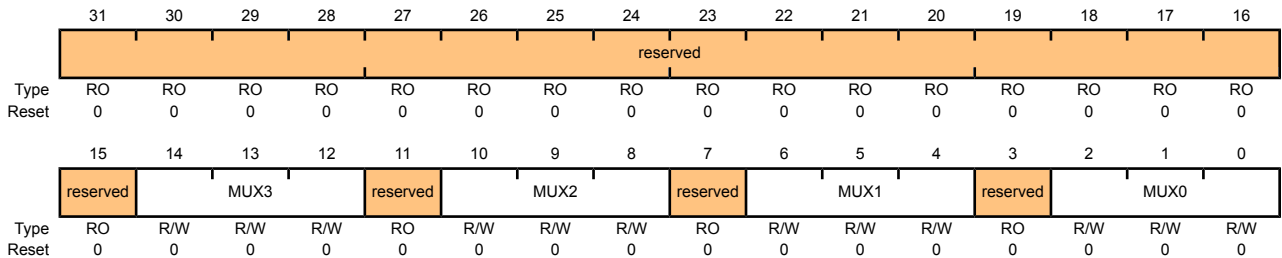 31 30 29 28 27 26 25 24 23 22 21 20 19 18 17 16
reserved
Type RO RO RO RO RO RO RO RO RO RO RO RO RO RO RO RO
Reset 0 0 0 0 0 0 0 0 0 0 0 0 0 0 0 0
15 14 13 12 11 10 9 8 7 6 5 4 3 2 1 0
reserved MUX3 reserved MUX2 reserved MUX1 reserved MUX0
Type RO R/W R/W R/W RO R/W R/W R/W RO R/W R/W R/W RO R/W R/W R/W
Reset 0 0 0 0 0 0 0 0 0 0 0 0 0 0 0 0